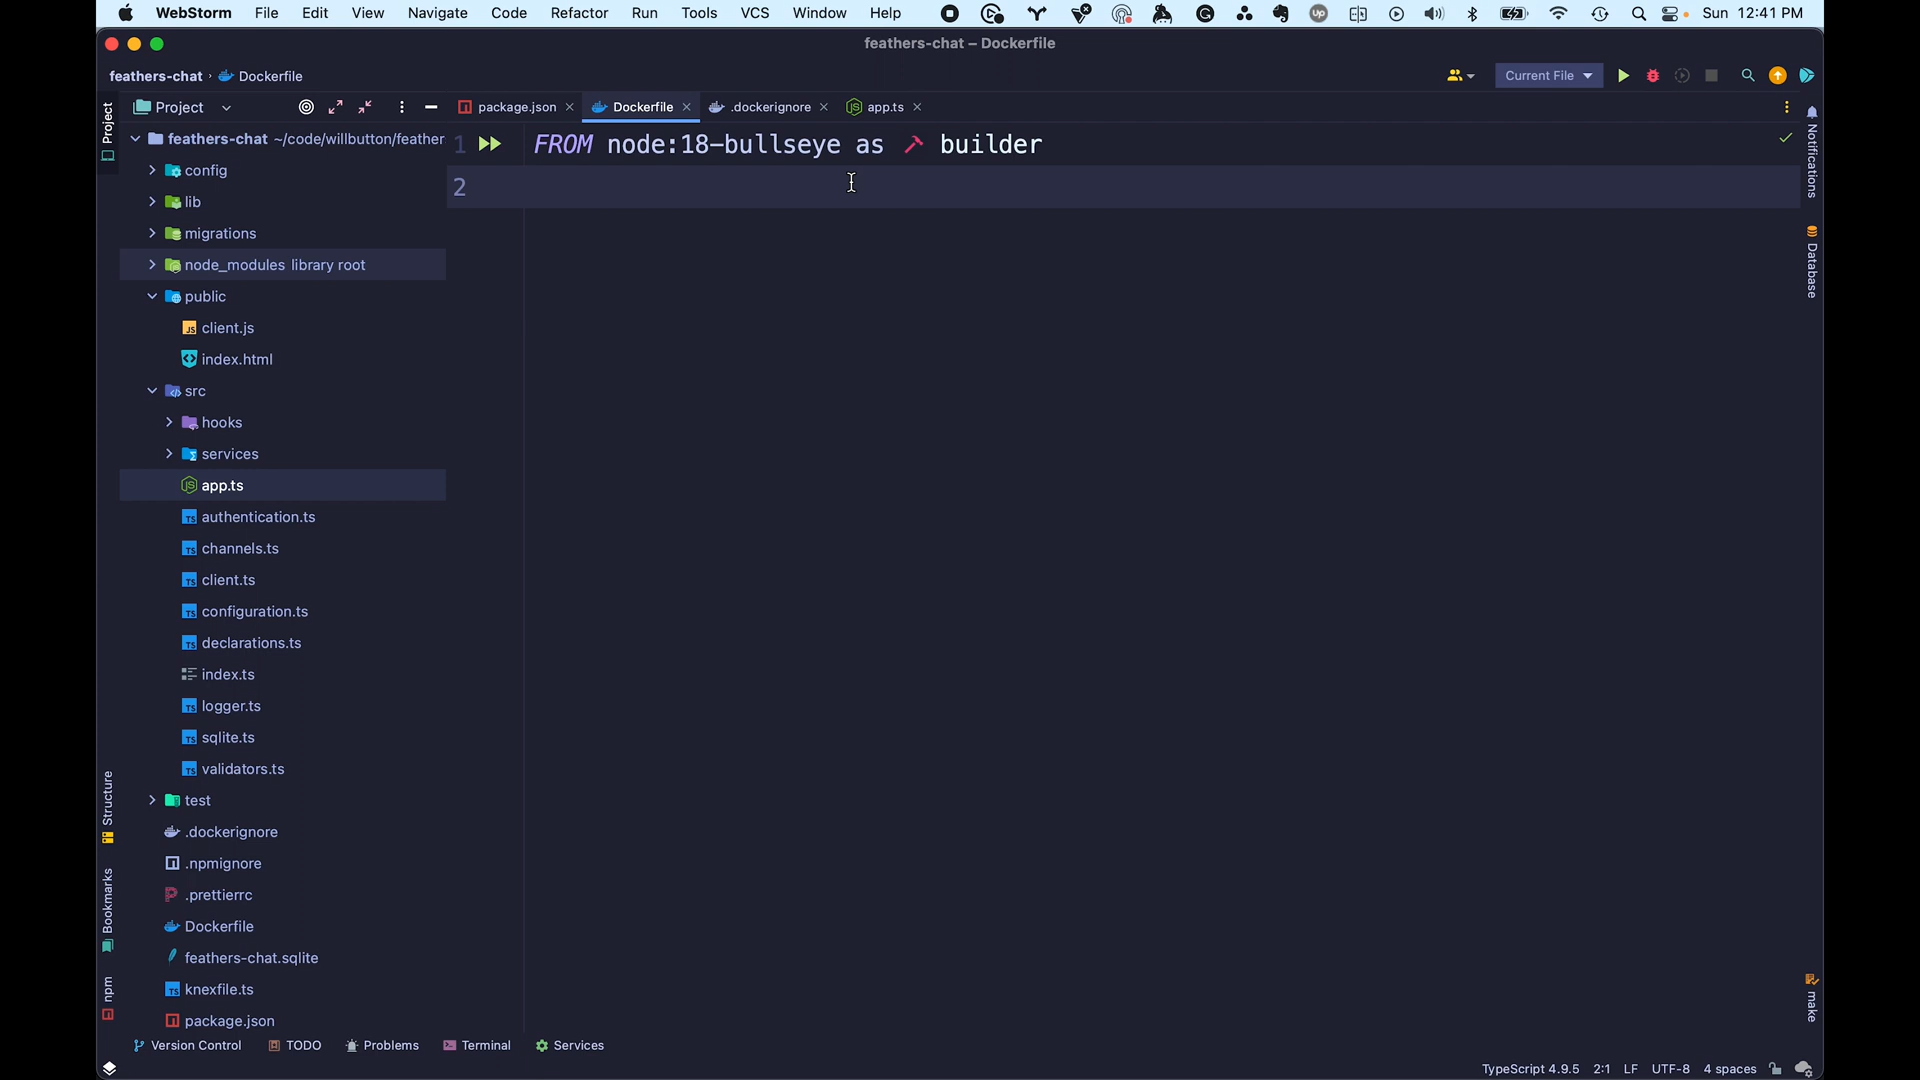 WebStorm File Edit View Navigate Code Refactor Run Tools VCS Window Help Sun 12:41 PM
feathers-chat – Dockerfile
feathers-chat › Dockerfile
Current File
Project
package.json
Dockerfile
.dockerignore
app.ts
feathers-chat ~/code/willbutton/feather
config
lib
migrations
node_modules library root
public
client.js
index.html
src
hooks
services
app.ts
authentication.ts
channels.ts
client.ts
configuration.ts
declarations.ts
index.ts
logger.ts
sqlite.ts
validators.ts
test
.dockerignore
.npmignore
.prettierrc
Dockerfile
feathers-chat.sqlite
knexfile.ts
package.json
1 FROM node:18-bullseye as builder
2
Project
Structure
Bookmarks
npm
Notifications
Database
make
Version Control TODO Problems Terminal Services
TypeScript 4.9.5 2:1 LF UTF-8 4 spaces